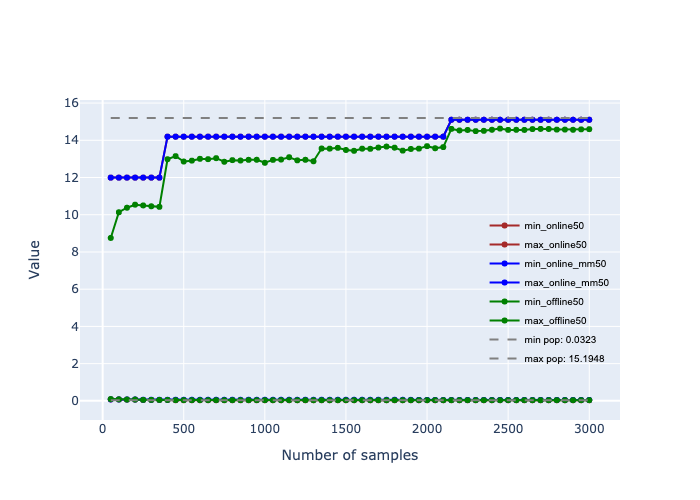 16
14
12
10
8
6
4
2
0
Value
0
500
1000
1500
2000
2500
3000
Number of samples
min_online50
max_online50
min_online_mm50
max_online_mm50
min_offline50
max_offline50
min pop: 0.0323
max pop: 15.1948